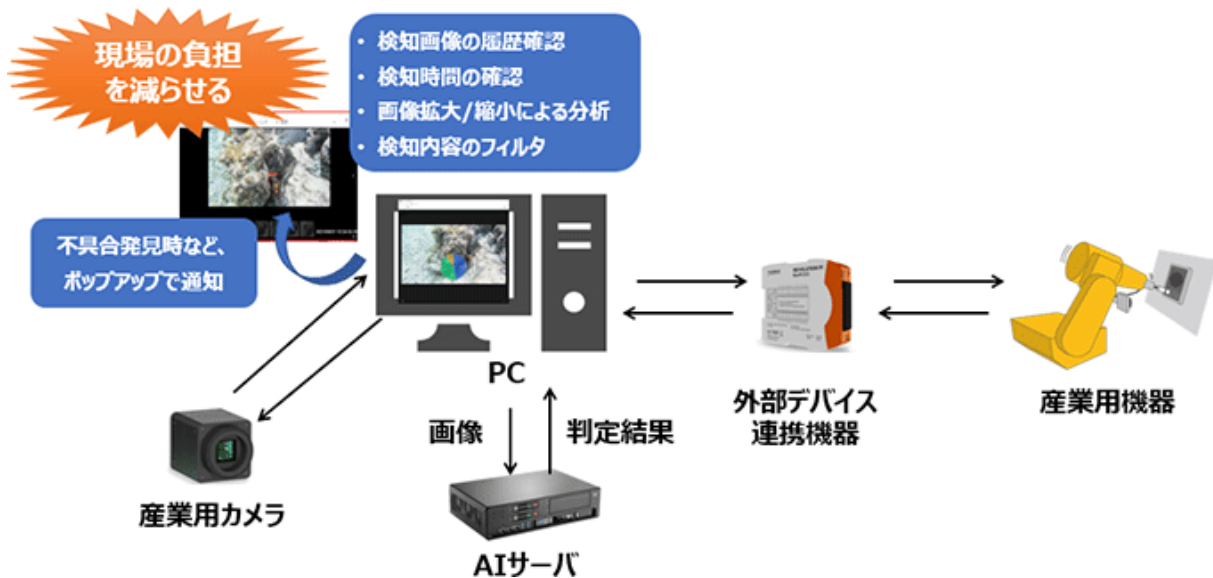 現場の負担
を減らせる
• 検知画像の履歴確認
• 検知時間の確認
• 画像拡大/縮小による分析
• 検知内容のフィルタ
不具合発見時など、
ポップアップで通知
PC
産業用カメラ
画像
判定結果
AIサーバ
外部デバイス
連携機器
産業用機器